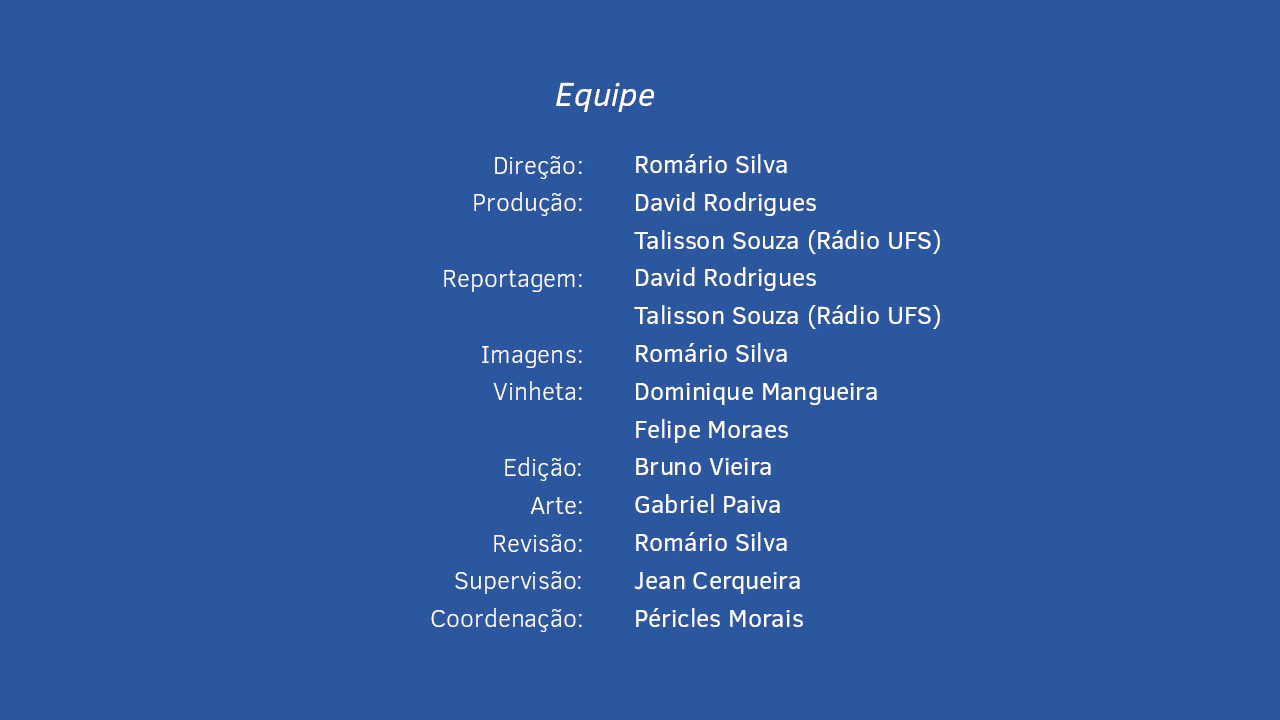 Equipe
Direção: Romário Silva
Produção: David Rodrigues
Talisson Souza (Rádio UFS)
Reportagem: David Rodrigues
Talisson Souza (Rádio UFS)
Imagens: Romário Silva
Vinheta: Dominique Mangueira
Felipe Moraes
Edição: Bruno Vieira
Arte: Gabriel Paiva
Revisão: Romário Silva
Supervisão: Jean Cerqueira
Coordenação: Péricles Morais